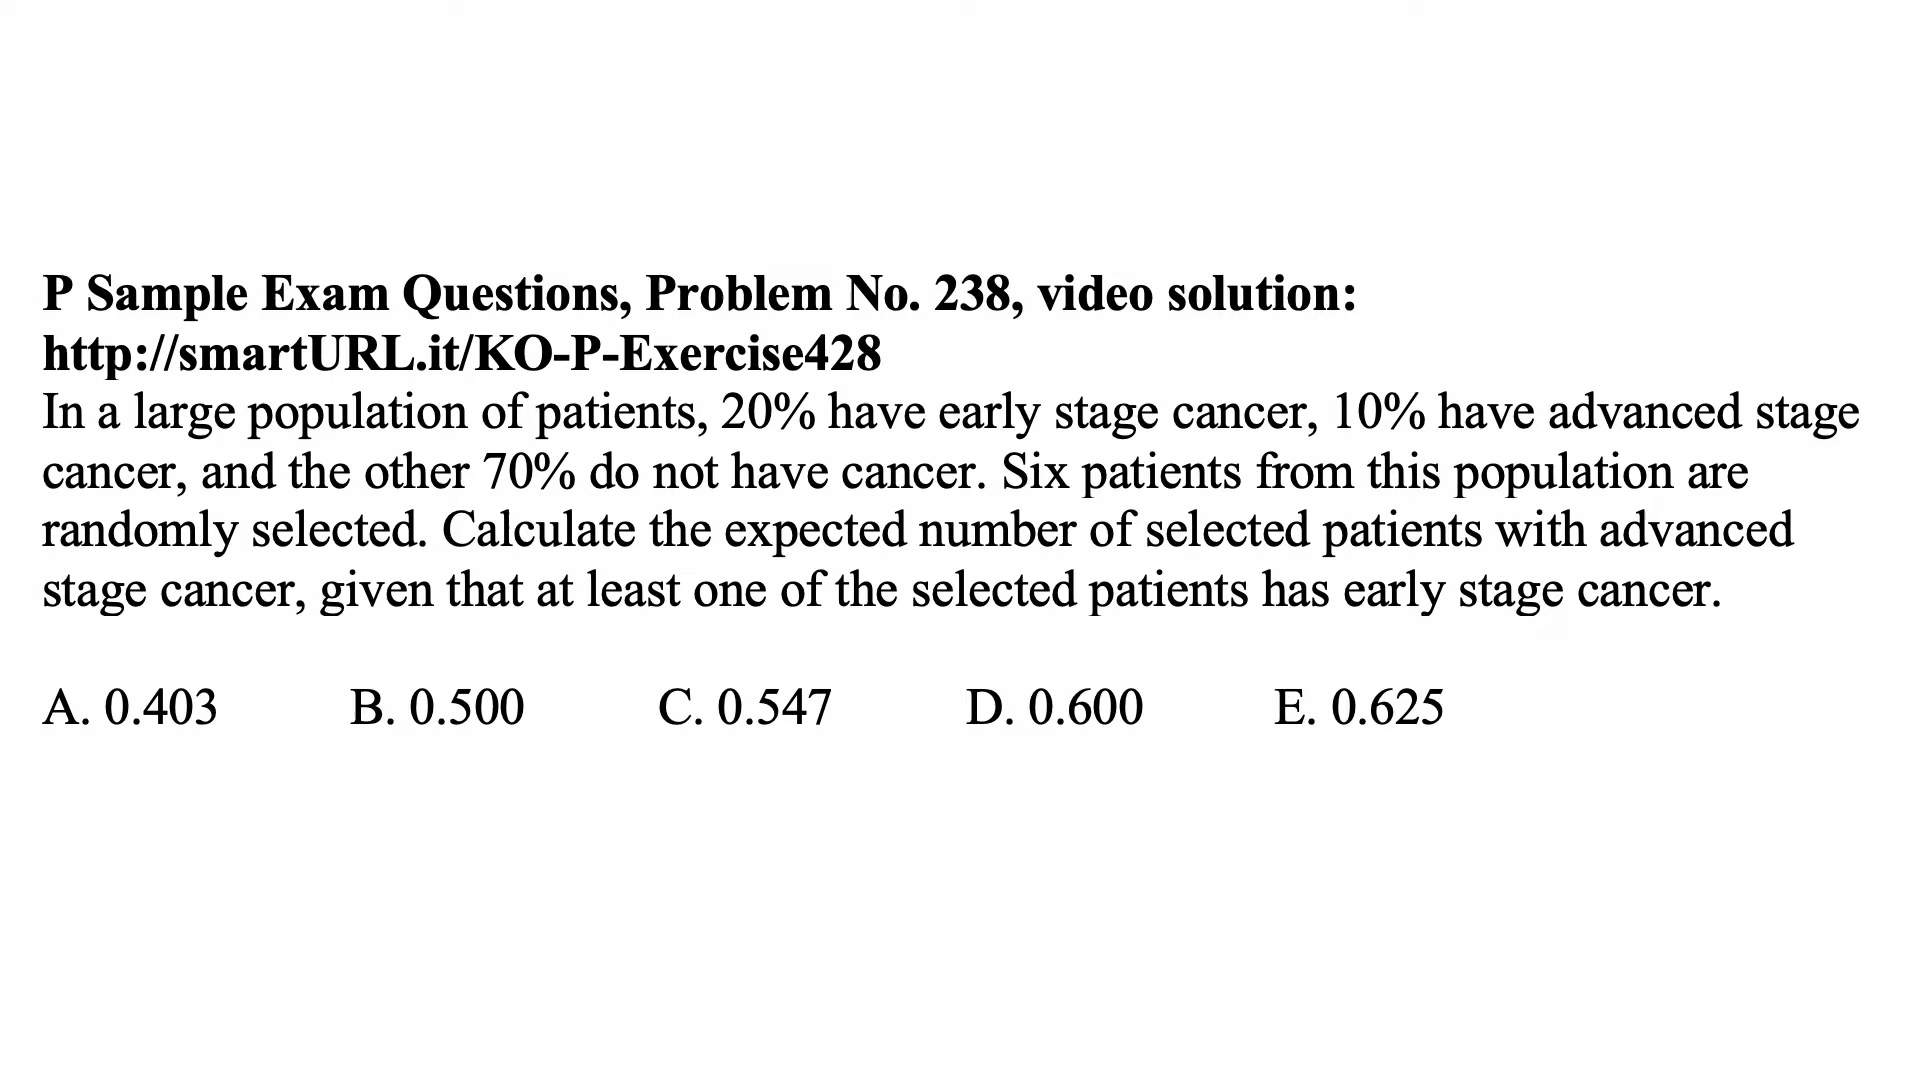 P Sample Exam Questions, Problem No. 238, video solution:
http://smartURL.it/KO-P-Exercise428
In a large population of patients, 20% have early stage cancer, 10% have advanced stage
cancer, and the other 70% do not have cancer. Six patients from this population are
randomly selected. Calculate the expected number of selected patients with advanced
stage cancer, given that at least one of the selected patients has early stage cancer.
A. 0.403 B. 0.500 C. 0.547 D. 0.600 E. 0.625